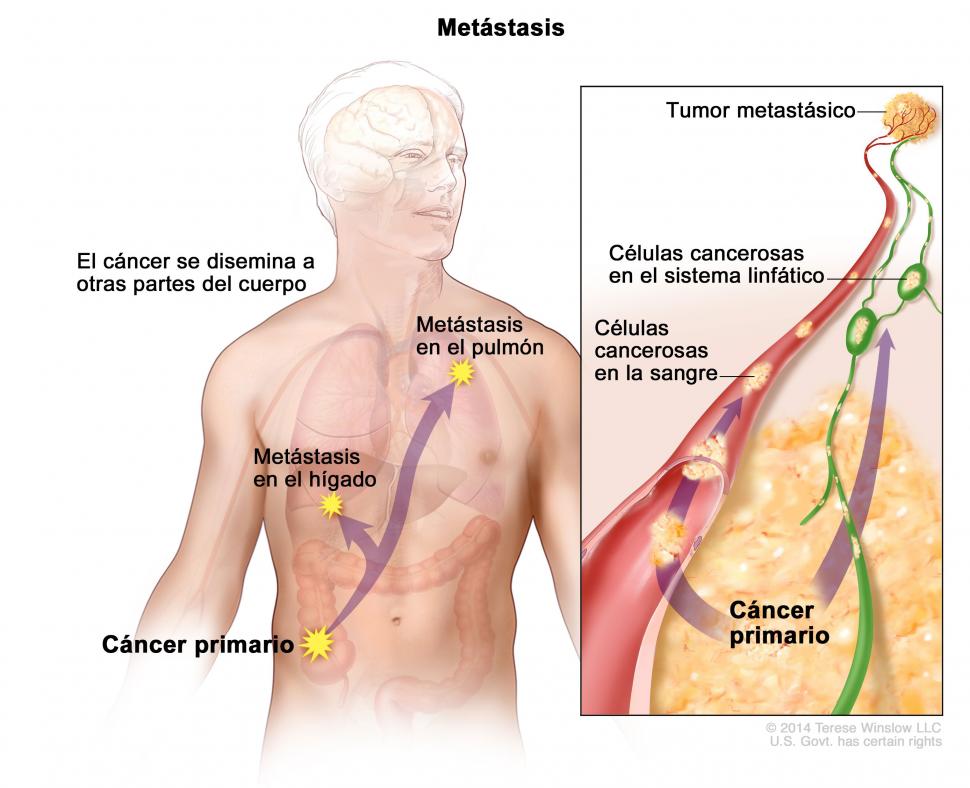 Metástasis
El cáncer se disemina a
otras partes del cuerpo
Metástasis
en el pulmón
Metástasis
en el hígado
Cáncer primario
Tumor metastásico
Células cancerosas
en el sistema linfático
Células
cancerosas
en la sangre
Cáncer
primario
© 2014 Terese Winslow LLC
U.S. Govt. has certain rights